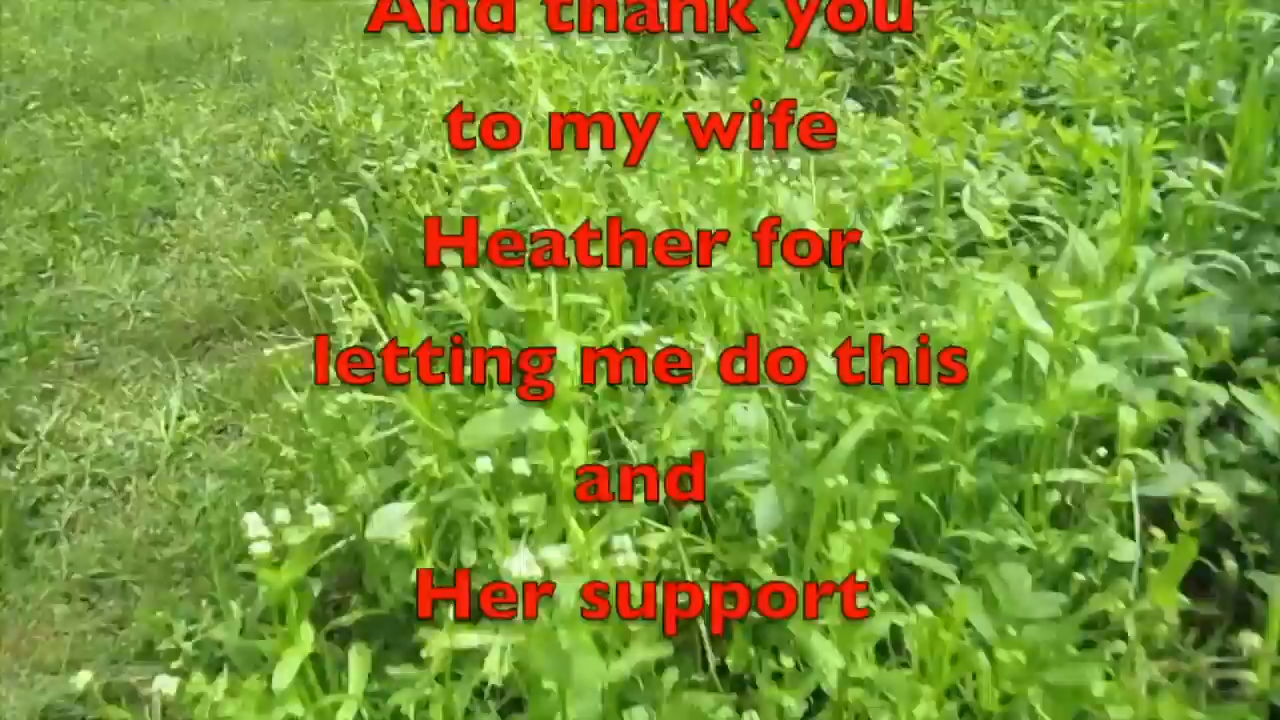 And thank you
to my wife
Heather for
letting me do this
and
Her support